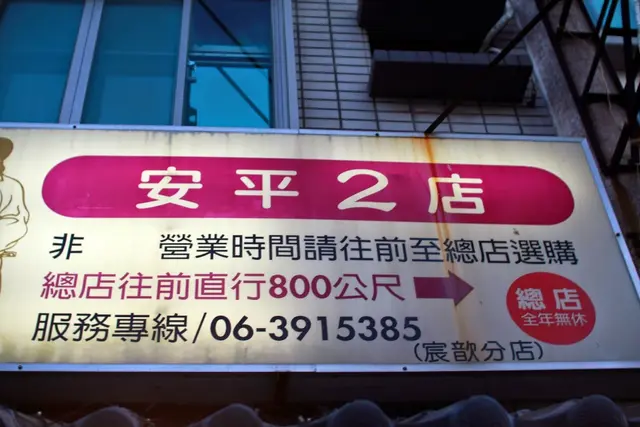 安平2店
非 營業時間請往前至總店選購
總店往前直行800公尺
總店
全年無休
服務專線/06-3915385
(宸歆分店)